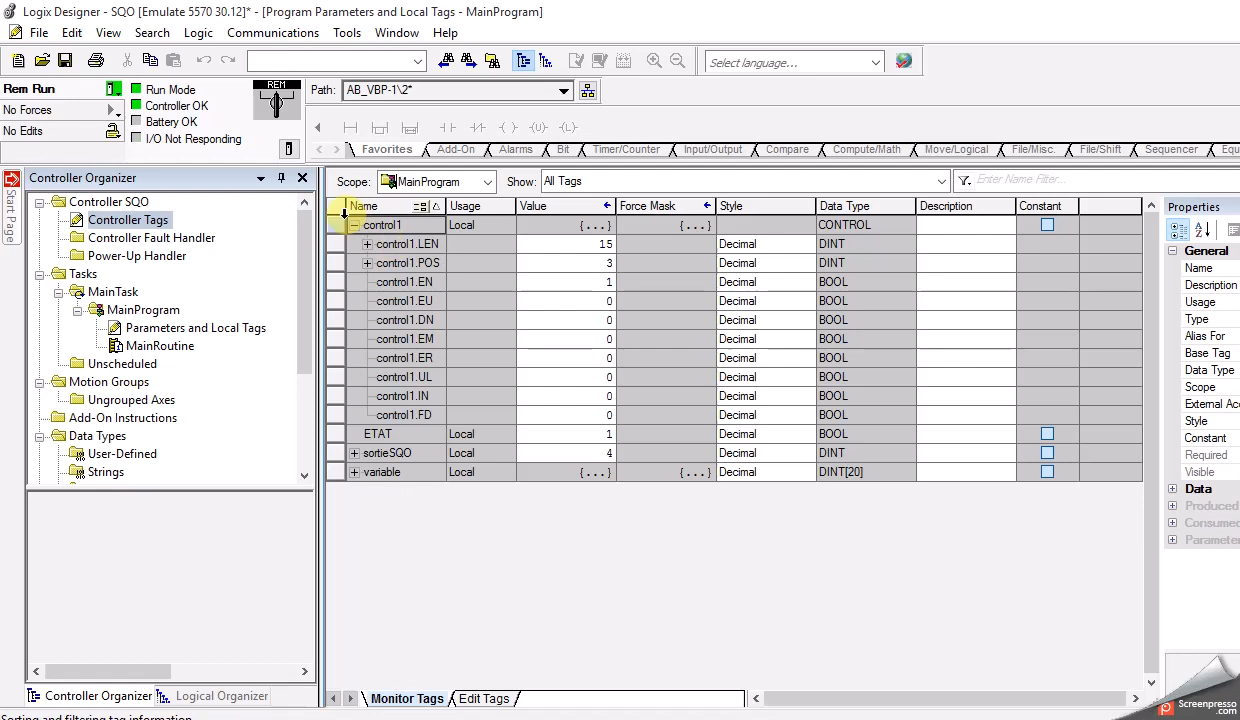 Logix Designer - SQO [Emulate 5570 30.12]* - [Program Parameters and Local Tags - MainProgram]
File Edit View Search Logic Communications Tools Window Help
Select language...
Rem Run
No Forces
No Edits
Run Mode
Controller OK
Battery OK
I/O Not Responding
REM
Path: AB_VBP-1\2*
Favorites Add-On Alarms Bit Timer/Counter Input/Output Compare Compute/Math Move/Logical File/Misc. File/Shift Sequencer Equ
Start Page
Controller Organizer
Controller SQO
Controller Tags
Controller Fault Handler
Power-Up Handler
Tasks
MainTask
MainProgram
Parameters and Local Tags
MainRoutine
Unscheduled
Motion Groups
Ungrouped Axes
Add-On Instructions
Data Types
User-Defined
Strings
Controller Organizer Logical Organizer
Scope: MainProgram Show: All Tags Enter Name Filter...
Name Usage Value Force Mask Style Data Type Description Constant
control1 Local {...} {...} CONTROL
control1.LEN 15 Decimal DINT
control1.POS 3 Decimal DINT
control1.EN 1 Decimal BOOL
control1.EU 0 Decimal BOOL
control1.DN 0 Decimal BOOL
control1.EM 0 Decimal BOOL
control1.ER 0 Decimal BOOL
control1.UL 0 Decimal BOOL
control1.IN 0 Decimal BOOL
control1.FD 0 Decimal BOOL
ETAT Local 1 Decimal BOOL
sortieSQO Local 4 Decimal DINT
variable Local {...} {...} Decimal DINT[20]
Monitor Tags Edit Tags
Properties
General
Name
Description
Usage
Type
Alias For
Base Tag
Data Type
Scope
External Acc
Style
Constant
Required
Visible
Data
Produced
Consumed
Parameter
Sorting and filtering tag information
Screenpresso
.com